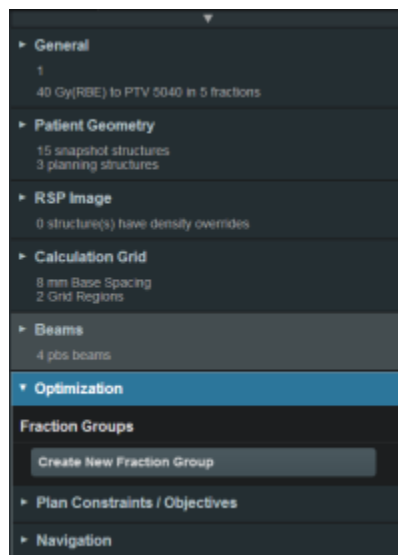 General
1
40 Gy(RBE) to PTV 5040 in 5 fractions
Patient Geometry
15 snapshot structures
3 planning structures
RSP Image
0 structure(s) have density overrides
Calculation Grid
8 mm Base Spacing
2 Grid Regions
Beams
4 pbs beams
Optimization
Fraction Groups
Create New Fraction Group
Plan Constraints / Objectives
Navigation